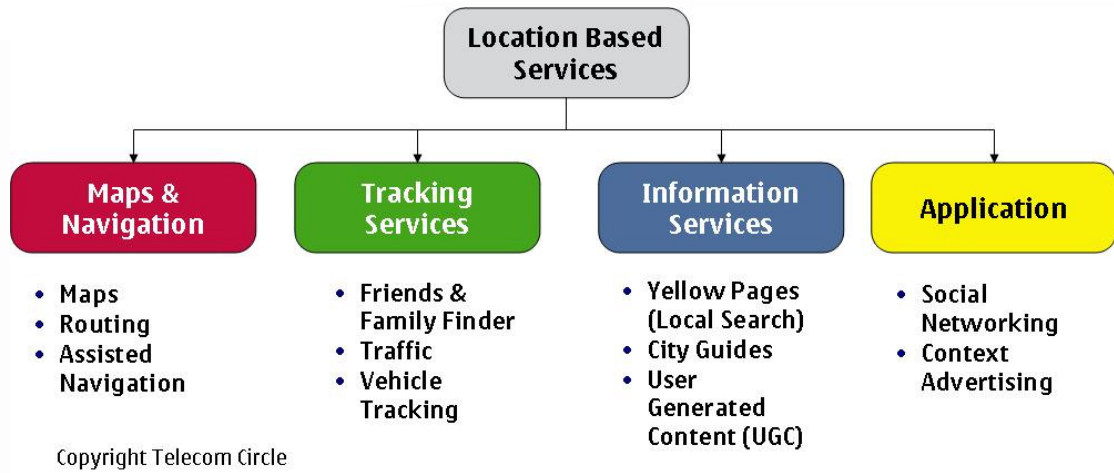 Location Based
Services
Maps &
Navigation
Tracking
Services
Information
Services
Application
• Maps
• Routing
• Assisted
Navigation
• Friends &
Family Finder
• Traffic
• Vehicle
Tracking
• Yellow Pages
(Local Search)
• City Guides
• User
Generated
Content (UGC)
• Social
Networking
• Context
Advertising
Copyright Telecom Circle